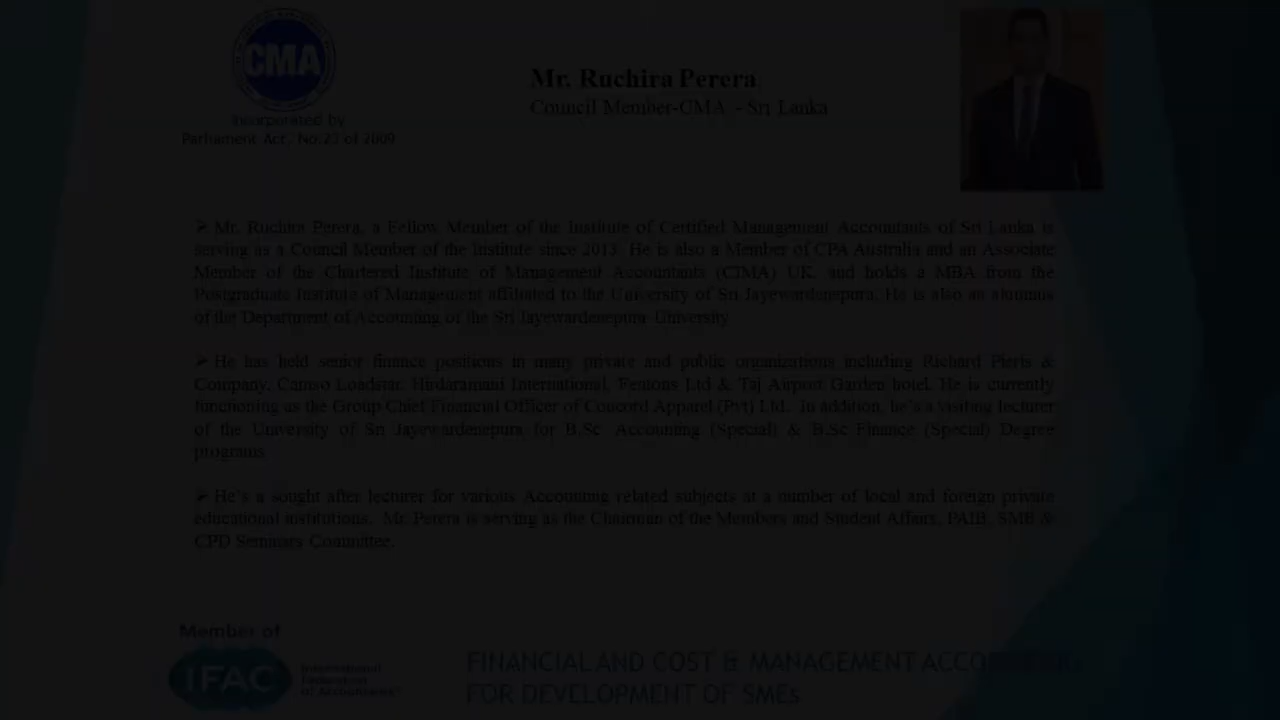 CMA
Incorporated by
Parliament Act, No.23 of 2009
Mr. Ruchira Perera
Council Member-CMA - Sri Lanka
➢ Mr. Ruchira Perera, a Fellow Member of the Institute of Certified Management Accountants of Sri Lanka is
serving as a Council Member of the Institute since 2013. He is also a Member of CPA Australia and an Associate
Member of the Chartered Institute of Management Accountants (CIMA) UK, and holds a MBA from the
Postgraduate Institute of Management affiliated to the University of Sri Jayewardenepura. He is also an alumnus
of the Department of Accounting of the Sri Jayewardenepura University
➢ He has held senior finance positions in many private and public organizations including Richard Pieris &
Company, Camso Loadstar, Hirdaramani International, Fentons Ltd & Taj Airport Garden hotel. He is currently
functioning as the Group Chief Financial Officer of Concord Apparel (Pvt) Ltd. In addition, he's a visiting lecturer
of the University of Sri Jayewardenepura for B.Sc. Accounting (Special) & B.Sc Finance (Special) Degree
programs
➢ He's a sought after lecturer for various Accounting related subjects at a number of local and foreign private
educational institutions. Mr. Perera is serving as the Chairman of the Members and Student Affairs, PAIB, SME &
CPD Seminars Committee.
Member of
IFAC
International
Federation
of Accountants
FINANCIAL AND COST & MANAGEMENT
FOR DEVELOPMENT OF SMEs